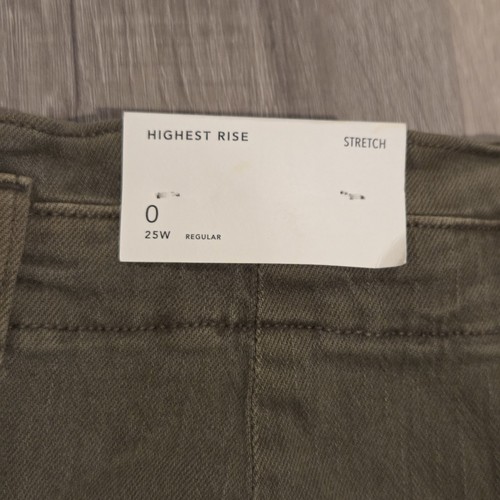 HIGHEST RISE
STRETCH
0
25W REGULAR